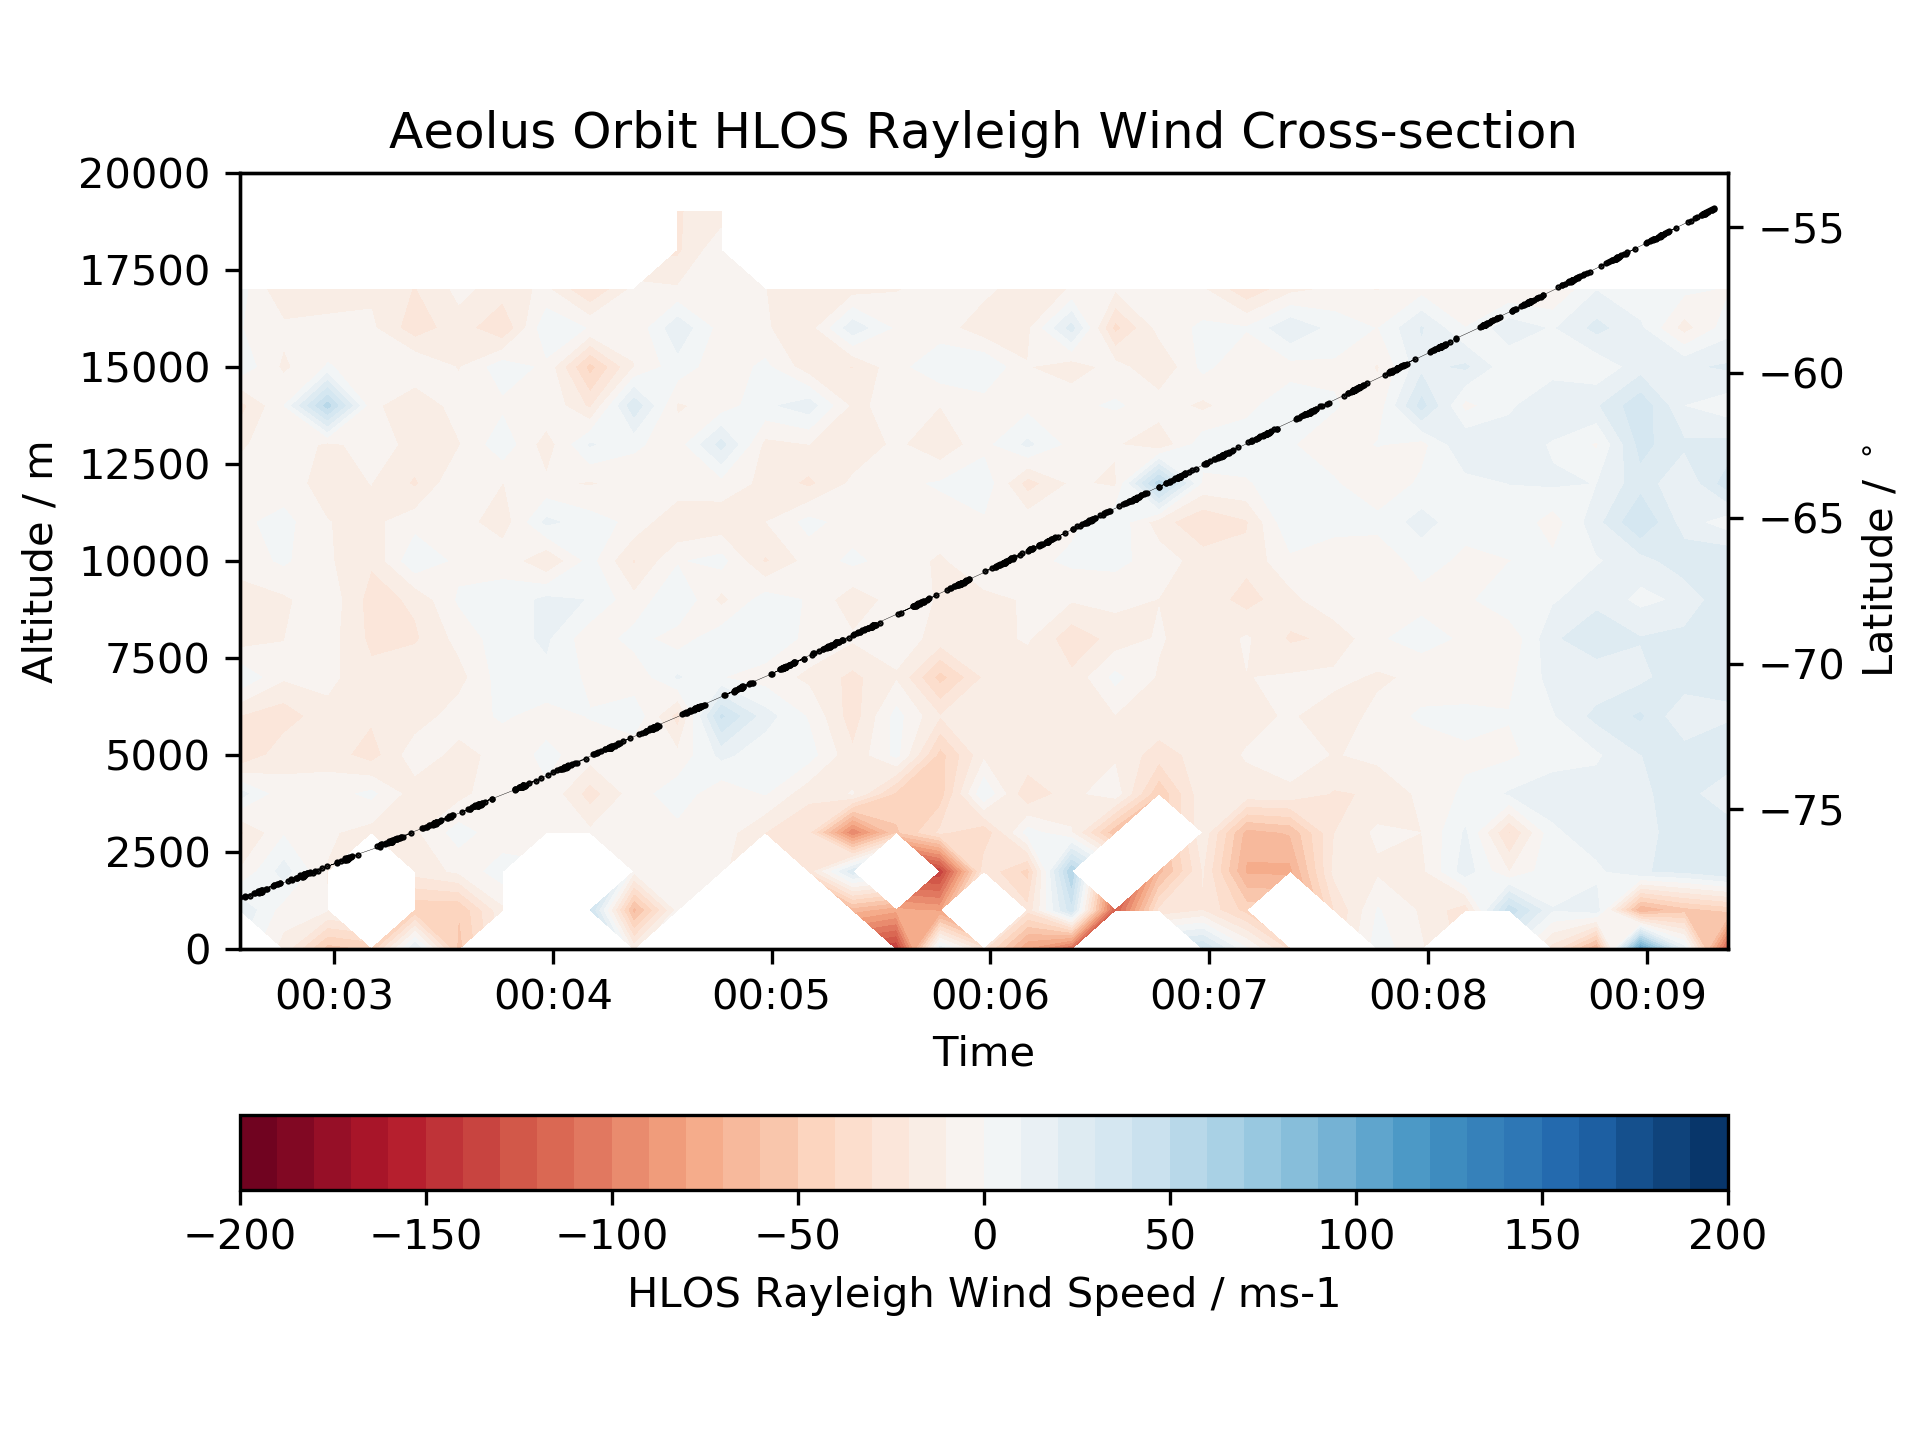 Aeolus Orbit HLOS Rayleigh Wind Cross-section
20000
17500
15000
12500
10000
7500
5000
2500
0
Altitude / m
−55
−60
−65
−70
−75
Latitude / °
00:03 00:04 00:05 00:06 00:07 00:08 00:09
Time
−200 −150 −100 −50 0 50 100 150 200
HLOS Rayleigh Wind Speed / ms-1